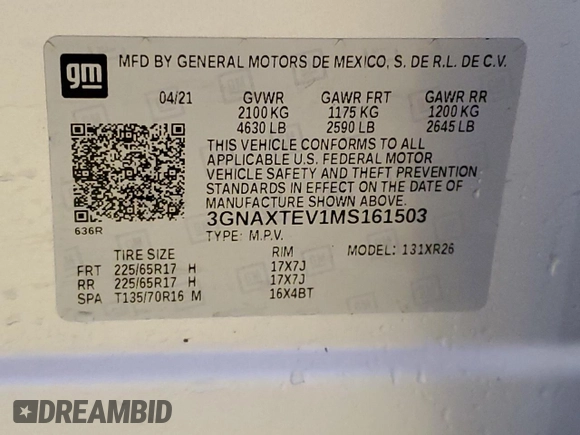 gm
MFD BY GENERAL MOTORS DE MEXICO, S. DE R.L. DE C.V.
04/21 GVWR GAWR FRT GAWR RR
2100 KG 1175 KG 1200 KG
4630 LB 2590 LB 2645 LB
THIS VEHICLE CONFORMS TO ALL
APPLICABLE U.S. FEDERAL MOTOR
VEHICLE SAFETY AND THEFT PREVENTION
STANDARDS IN EFFECT ON THE DATE OF
MANUFACTURE SHOWN ABOVE.
3GNAXTEV1MS161503
636R
TYPE: M.P.V.
TIRE SIZE RIM MODEL: 131XR26
FRT 225/65R17 H 17X7J
RR 225/65R17 H 17X7J
SPA T135/70R16 M 16X4BT
DREAMBID